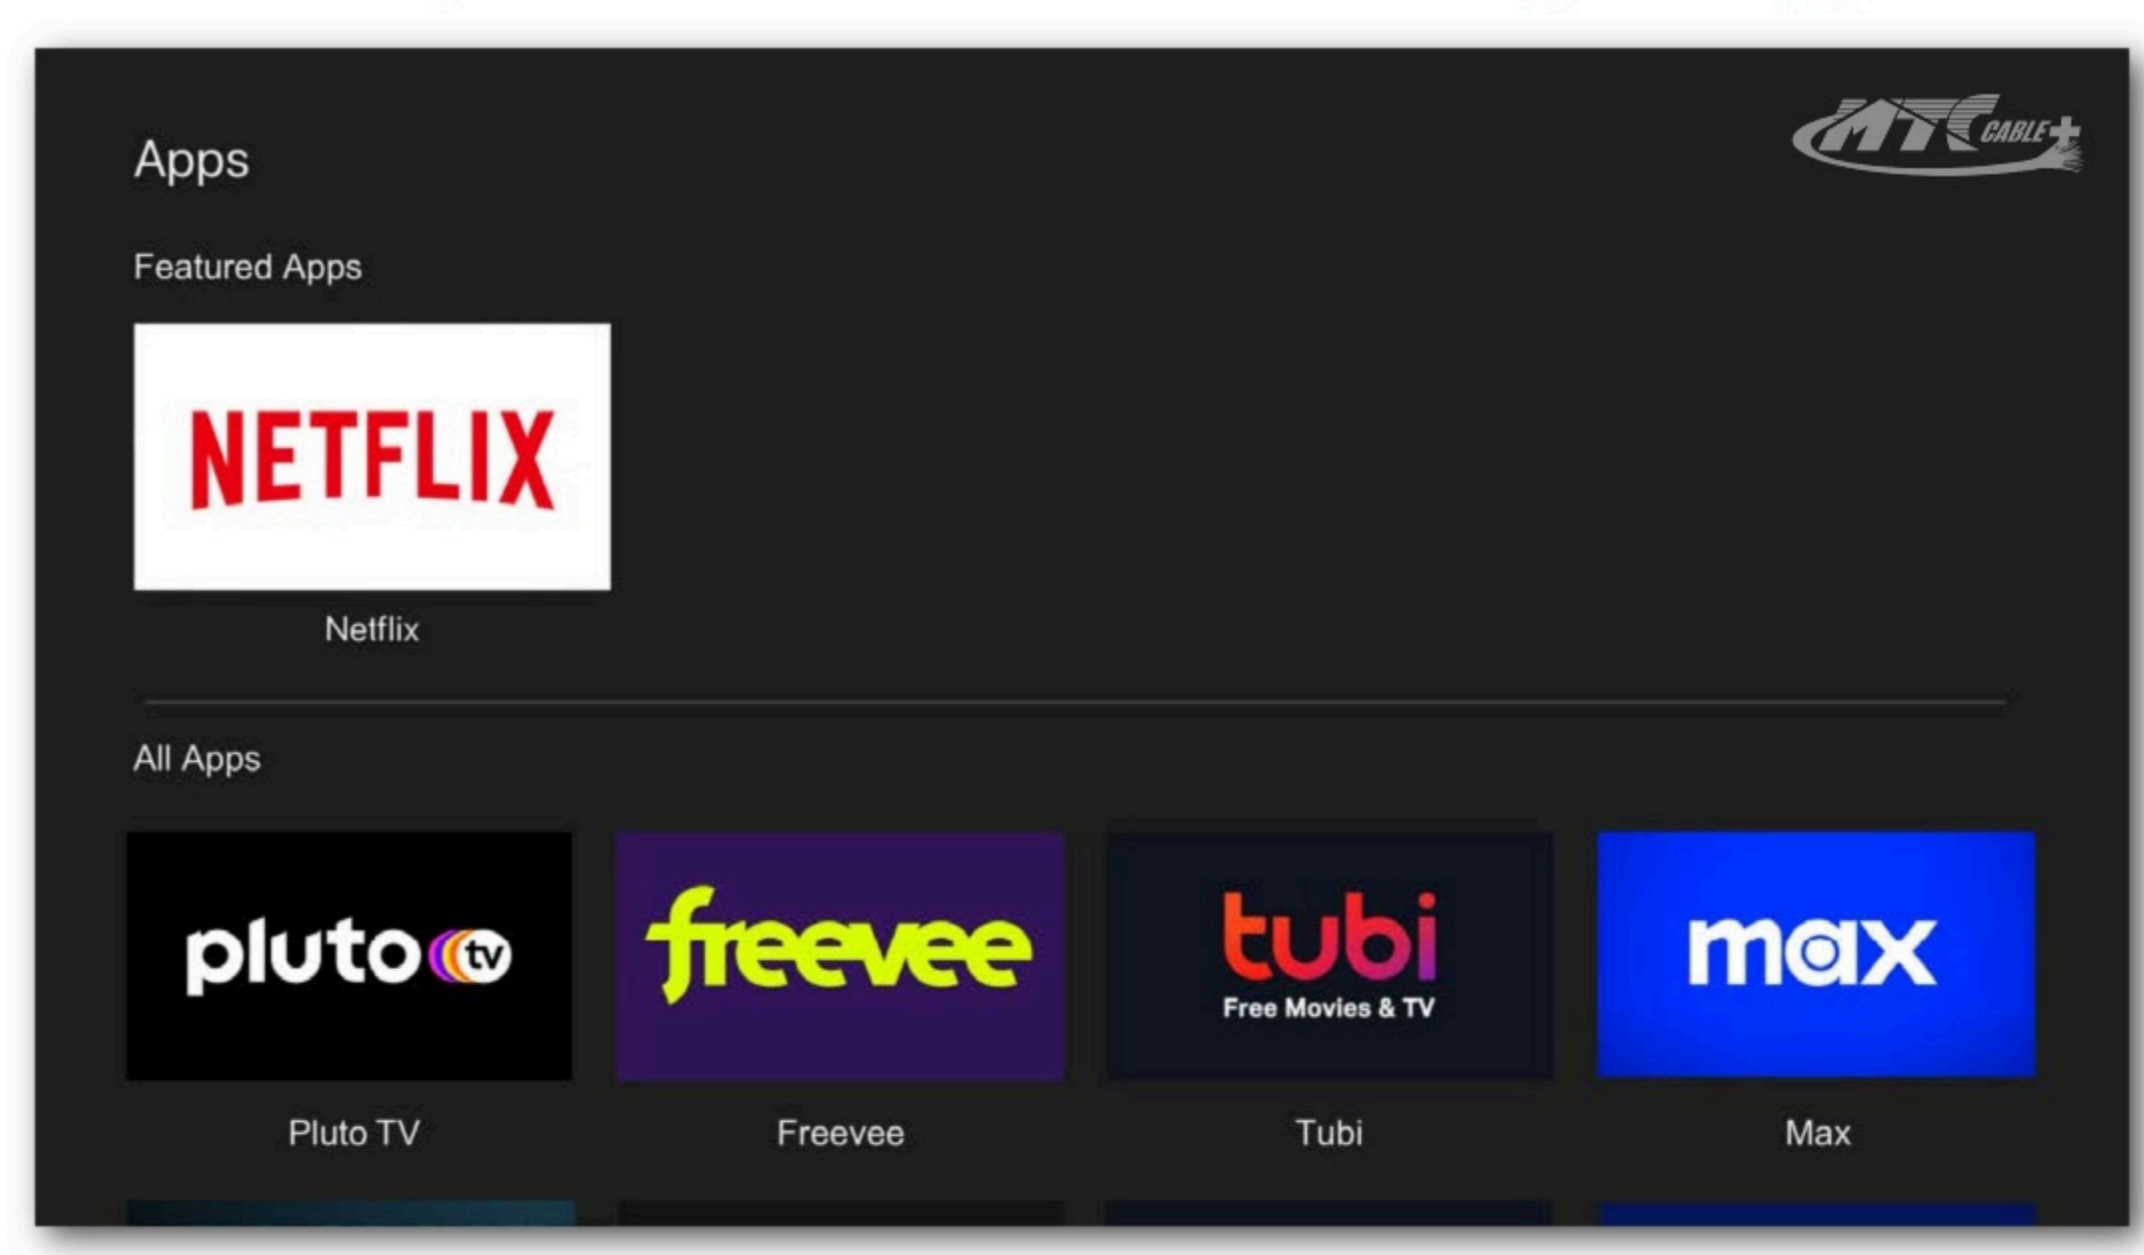 MTC CABLE+
Apps
Featured Apps
NETFLIX
Netflix
All Apps
pluto tv
freevee
tubi
Free Movies & TV
max
Pluto TV
Freevee
Tubi
Max